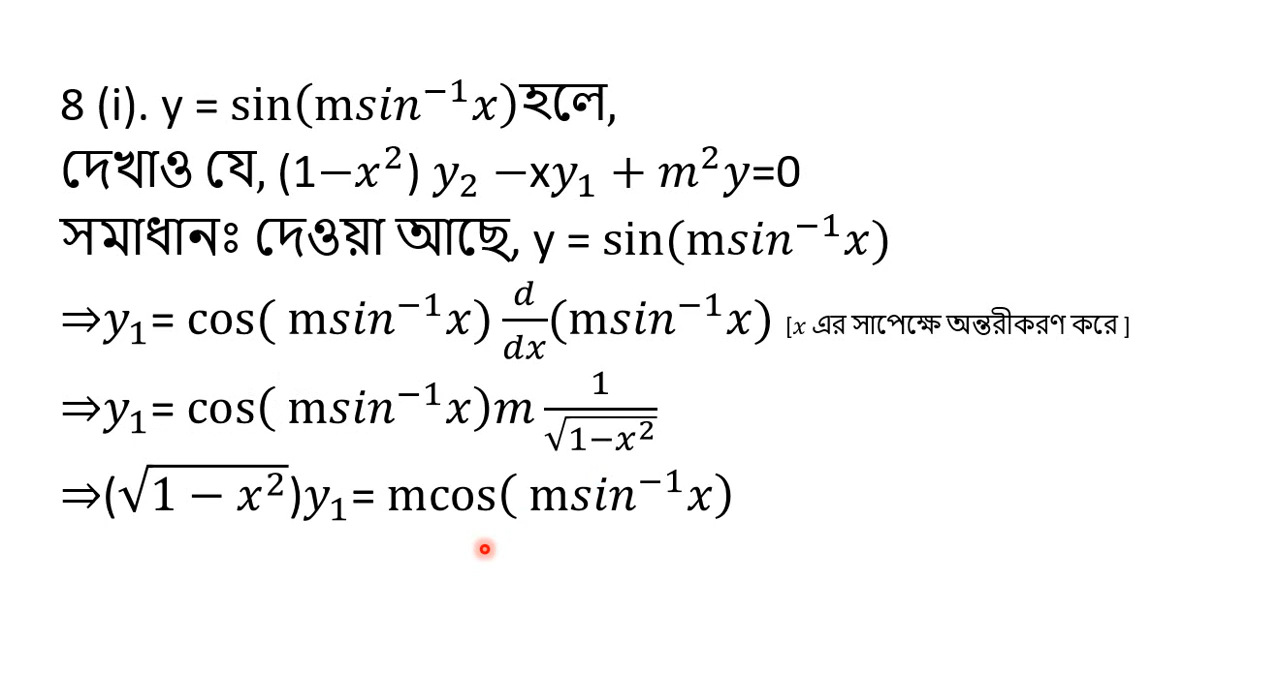 8 (i). y = sin(msin⁻¹x)হলে,
দেখাও যে, (1−x²) y₂ −xy₁ + m²y=0
সমাধানঃ দেওয়া আছে, y = sin(msin⁻¹x)
⇒y₁= cos( msin⁻¹x) d/dx (msin⁻¹x) [x এর সাপেক্ষে অন্তরীকরণ করে ]
⇒y₁= cos( msin⁻¹x)m 1/√(1−x²)
⇒(√(1 − x²))y₁= mcos( msin⁻¹x)